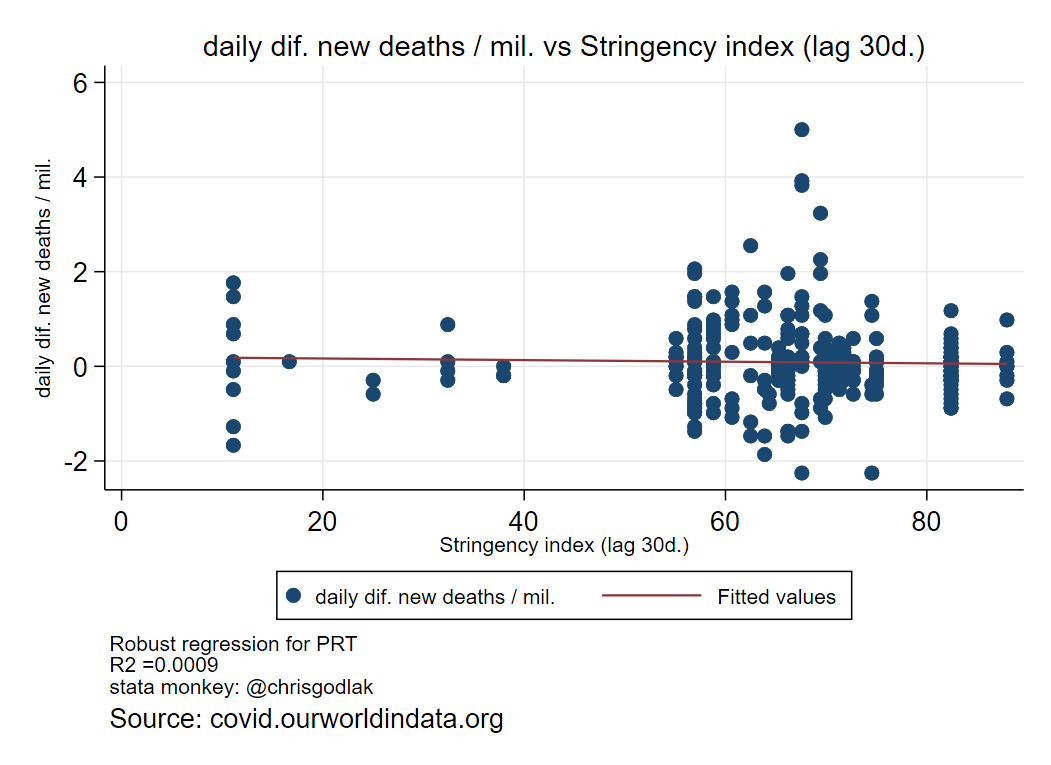 daily dif. new deaths / mil. vs Stringency index (lag 30d.)
daily dif. new deaths / mil.
6
4
2
0
-2
0 20 40 60 80
Stringency index (lag 30d.)
daily dif. new deaths / mil. Fitted values
Robust regression for PRT
R2 =0.0009
stata monkey: @chrisgodlak
Source: covid.ourworldindata.org